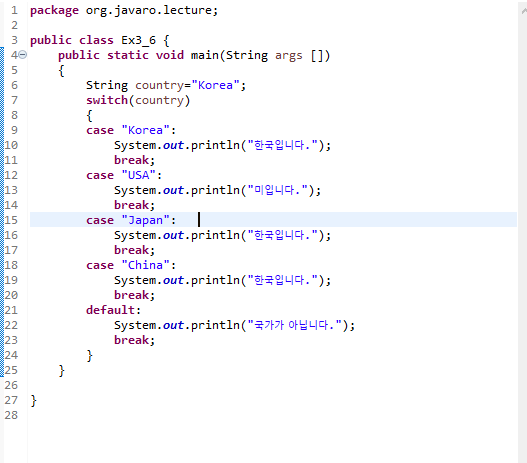 1 package org.javaro.lecture;
2
3 public class Ex3_6 {
4 public static void main(String args [])
5 {
6 String country="Korea";
7 switch(country)
8 {
9 case "Korea":
10 System.out.println("한국입니다.");
11 break;
12 case "USA":
13 System.out.println("미입니다.");
14 break;
15 case "Japan":
16 System.out.println("한국입니다.");
17 break;
18 case "China":
19 System.out.println("한국입니다.");
20 break;
21 default:
22 System.out.println("국가가 아닙니다.");
23 break;
24 }
25 }
26
27 }
28